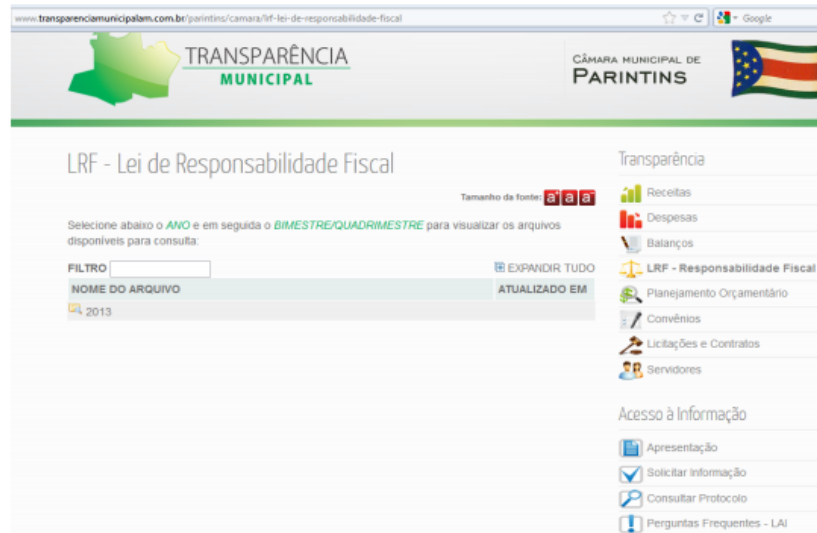 www.transparenciamunicipalam.com.br/parintins/camara/lrf-lei-de-responsabilidade-fiscal
Google
TRANSPARÊNCIA
MUNICIPAL
CÂMARA MUNICIPAL DE
PARINTINS
LRF - Lei de Responsabilidade Fiscal
Tamanho da fonte: a+ a a-
Selecione abaixo o ANO e em seguida o BIMESTRE/QUADRIMESTRE para visualizar os arquivos
disponíveis para consulta:
FILTRO
EXPANDIR TUDO
NOME DO ARQUIVO
ATUALIZADO EM
2013
Transparência
Receitas
Despesas
Balanços
LRF - Responsabilidade Fiscal
Planejamento Orçamentário
Convênios
Licitações e Contratos
Servidores
Acesso à Informação
Apresentação
Solicitar Informação
Consultar Protocolo
Perguntas Frequentes - LAI